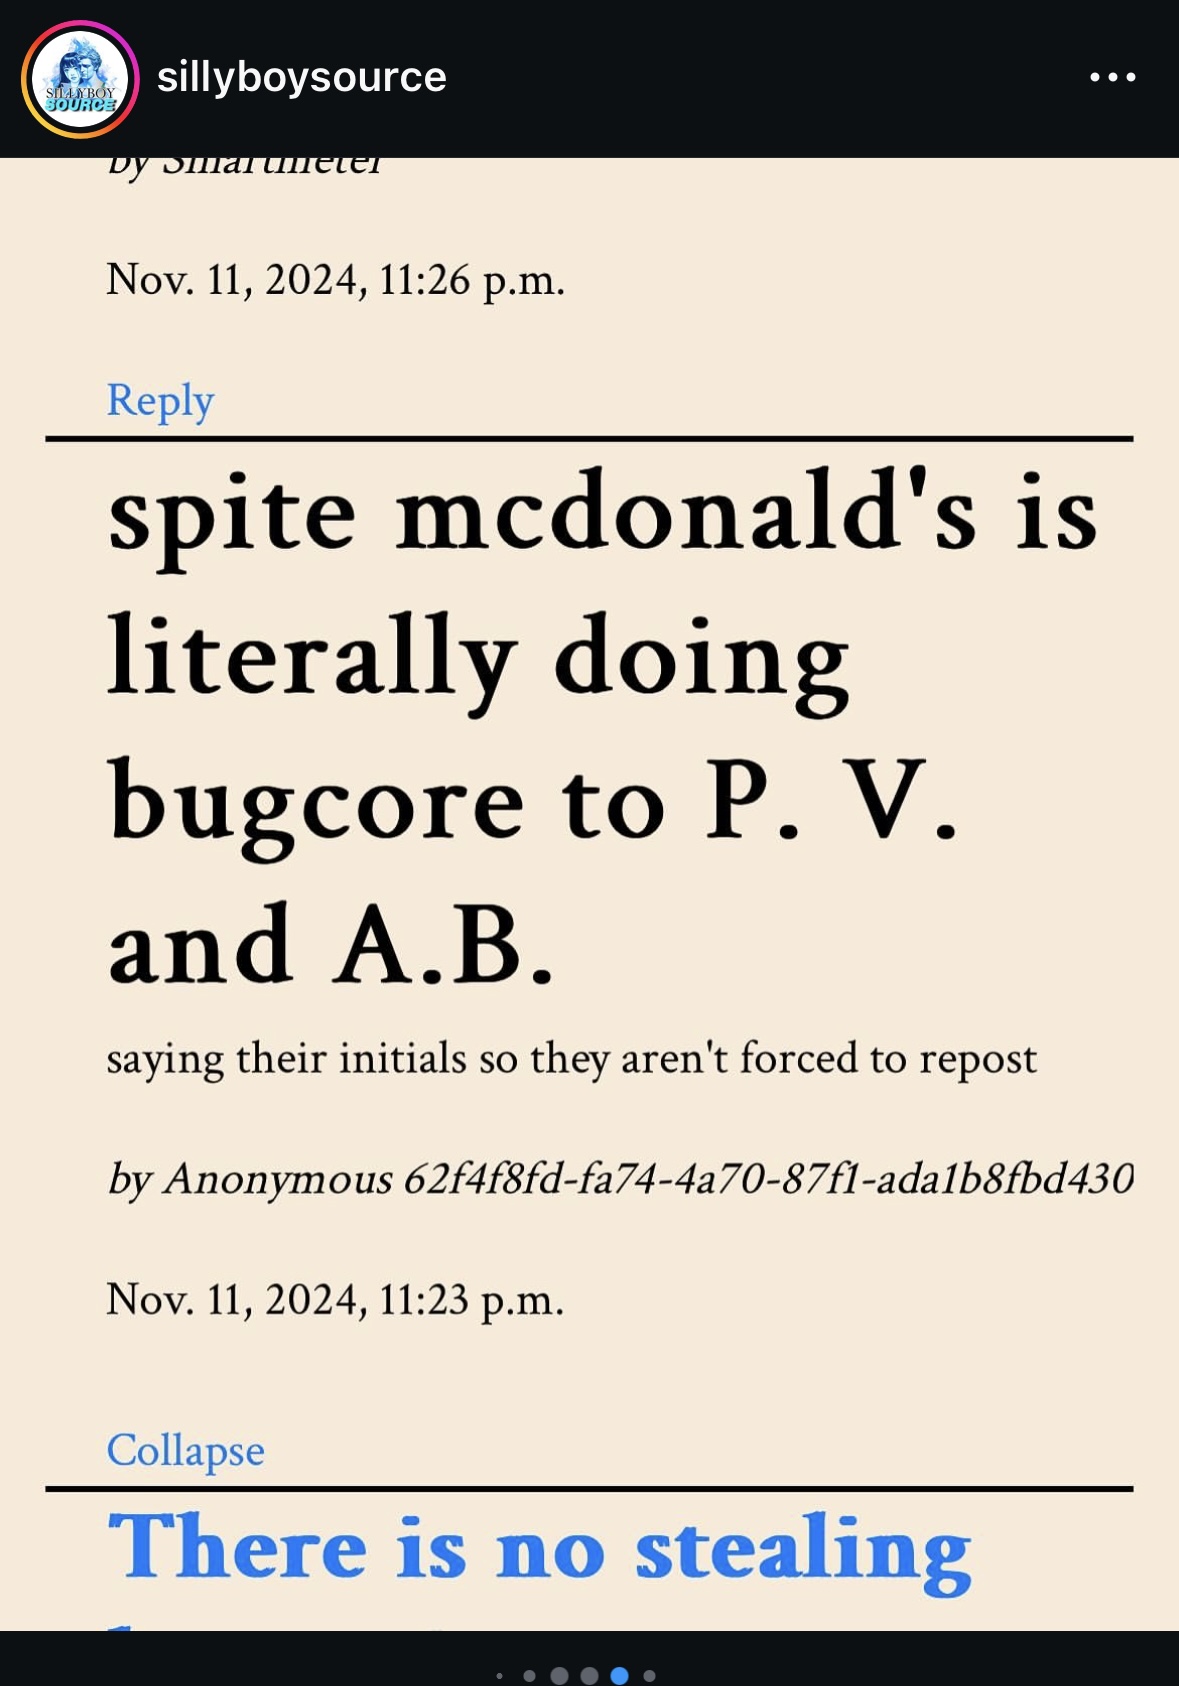 SILLYBOY
SOURCE
sillyboysource
by Smartmeter
Nov. 11, 2024, 11:26 p.m.
Reply
spite mcdonald's is
literally doing
bugcore to P. V.
and A.B.
saying their initials so they aren't forced to repost
by Anonymous 62f4f8fd-fa74-4a70-87f1-ada1b8fbd430
Nov. 11, 2024, 11:23 p.m.
Collapse
There is no stealing